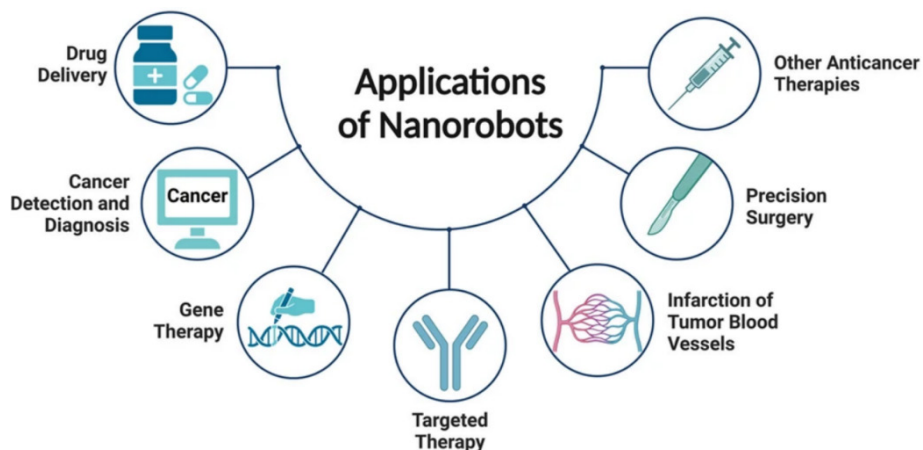 Applications
of Nanorobots
Drug
Delivery
Cancer
Detection and
Diagnosis
Cancer
Gene
Therapy
Targeted
Therapy
Infarction of
Tumor Blood
Vessels
Precision
Surgery
Other Anticancer
Therapies